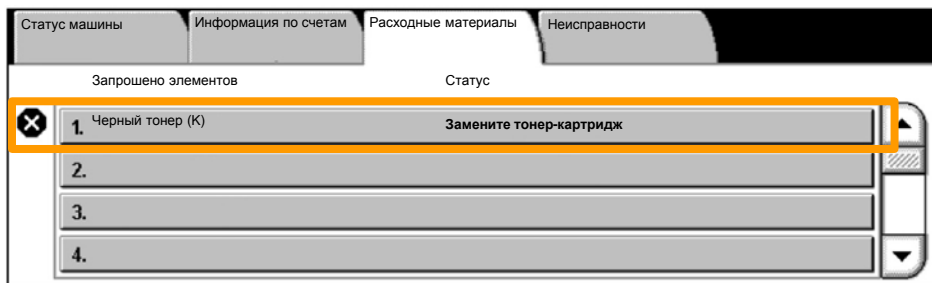 Статус машины Информация по счетам Расходные материалы Неисправности
Запрошено элементов Статус
1. Черный тонер (K) Замените тонер-картридж
2.
3.
4.